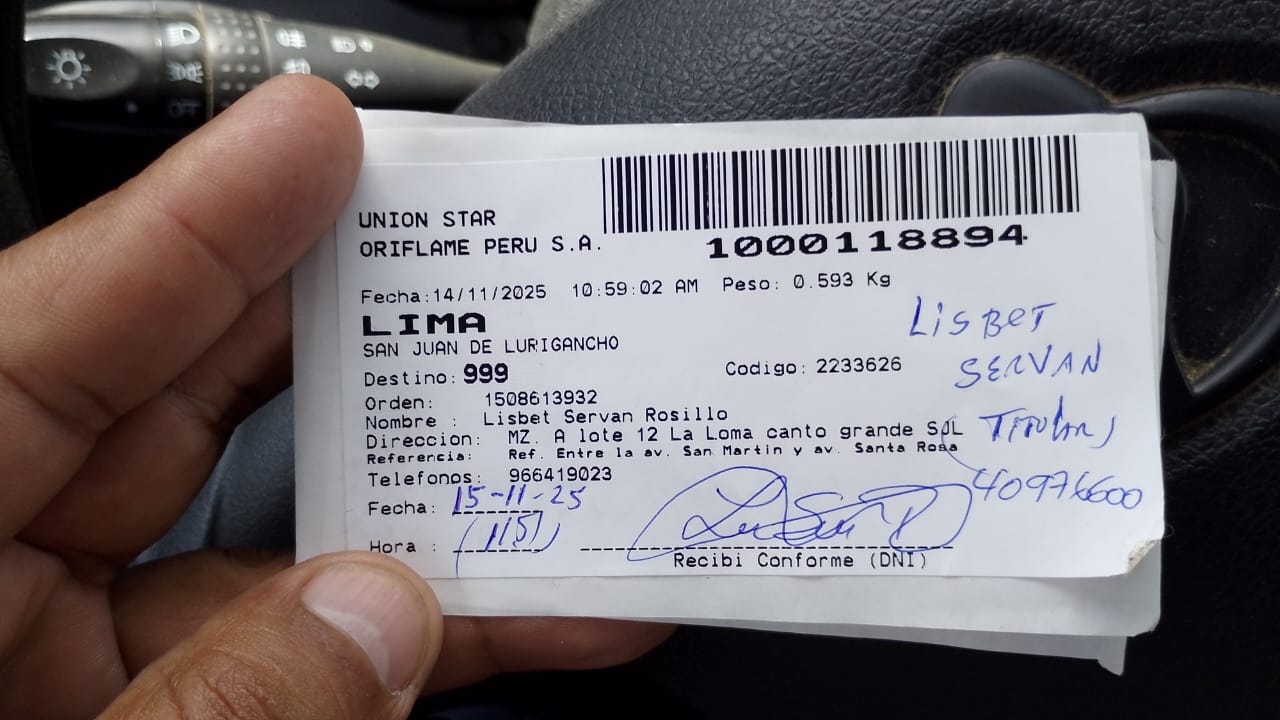 OFF
UNION STAR
ORIFLAME PERU S.A.
1000118894
Fecha:14/11/2025 10:59:02 AM Peso: 0.593 Kg
LIMA
SAN JUAN DE LURIGANCHO
Destino: 999 Codigo: 2233626
Orden: 1508613932
Nombre : Lisbet Servan Rosillo
Direccion: MZ. A lote 12 La Loma canto grande SJL
Referencia: Ref. Entre la av. San Martin y av. Santa Rosa
Telefonos: 966419023
Fecha: 15-11-25
Hora :
Recibi Conforme (DNI)
LISBET
SERVAN
(TITULAR)
40976600